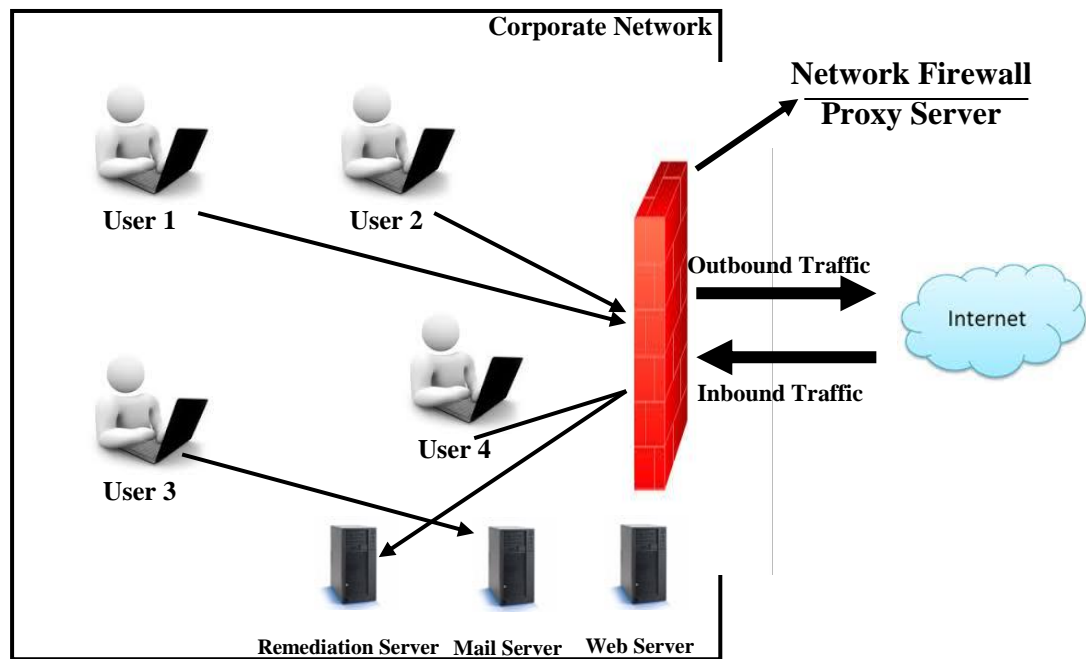 Corporate Network
Network Firewall
Proxy Server
User 1
User 2
Outbound Traffic
Internet
Inbound Traffic
User 4
User 3
Remediation Server
Mail Server
Web Server